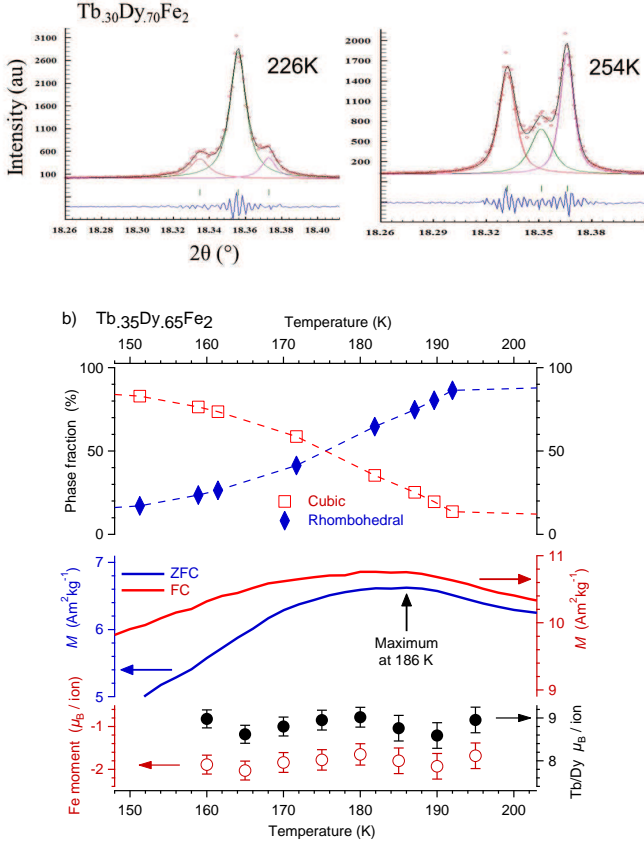 Tb.30Dy.70Fe2
Intensity (au)
3100
2600
2100
1600
1100
600
100
226K
18.26 18.28 18.30 18.32 18.34 18.36 18.38 18.40
2θ (°)
2000
1700
1400
1100
800
500
200
254K
18.26 18.29 18.32 18.35 18.38
b) Tb.35Dy.65Fe2
Temperature (K)
150 160 170 180 190 200
Phase fraction (%)
100
50
0
100
50
0
Cubic
Rhombohedral
M (Am²kg⁻¹)
7
6
5
ZFC
FC
Maximum
at 186 K
11
10
9
M (Am²kg⁻¹)
Fe moment (μB / ion)
-1
-2
9
8
Tb/Dy μB / ion
150 160 170 180 190 200
Temperature (K)